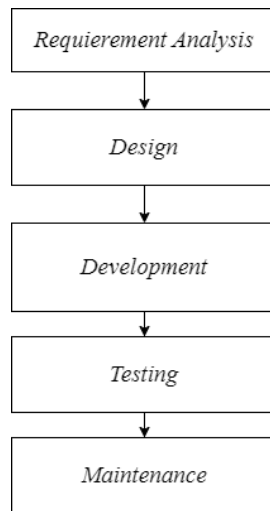 Requierement Analysis
Design
Development
Testing
Maintenance